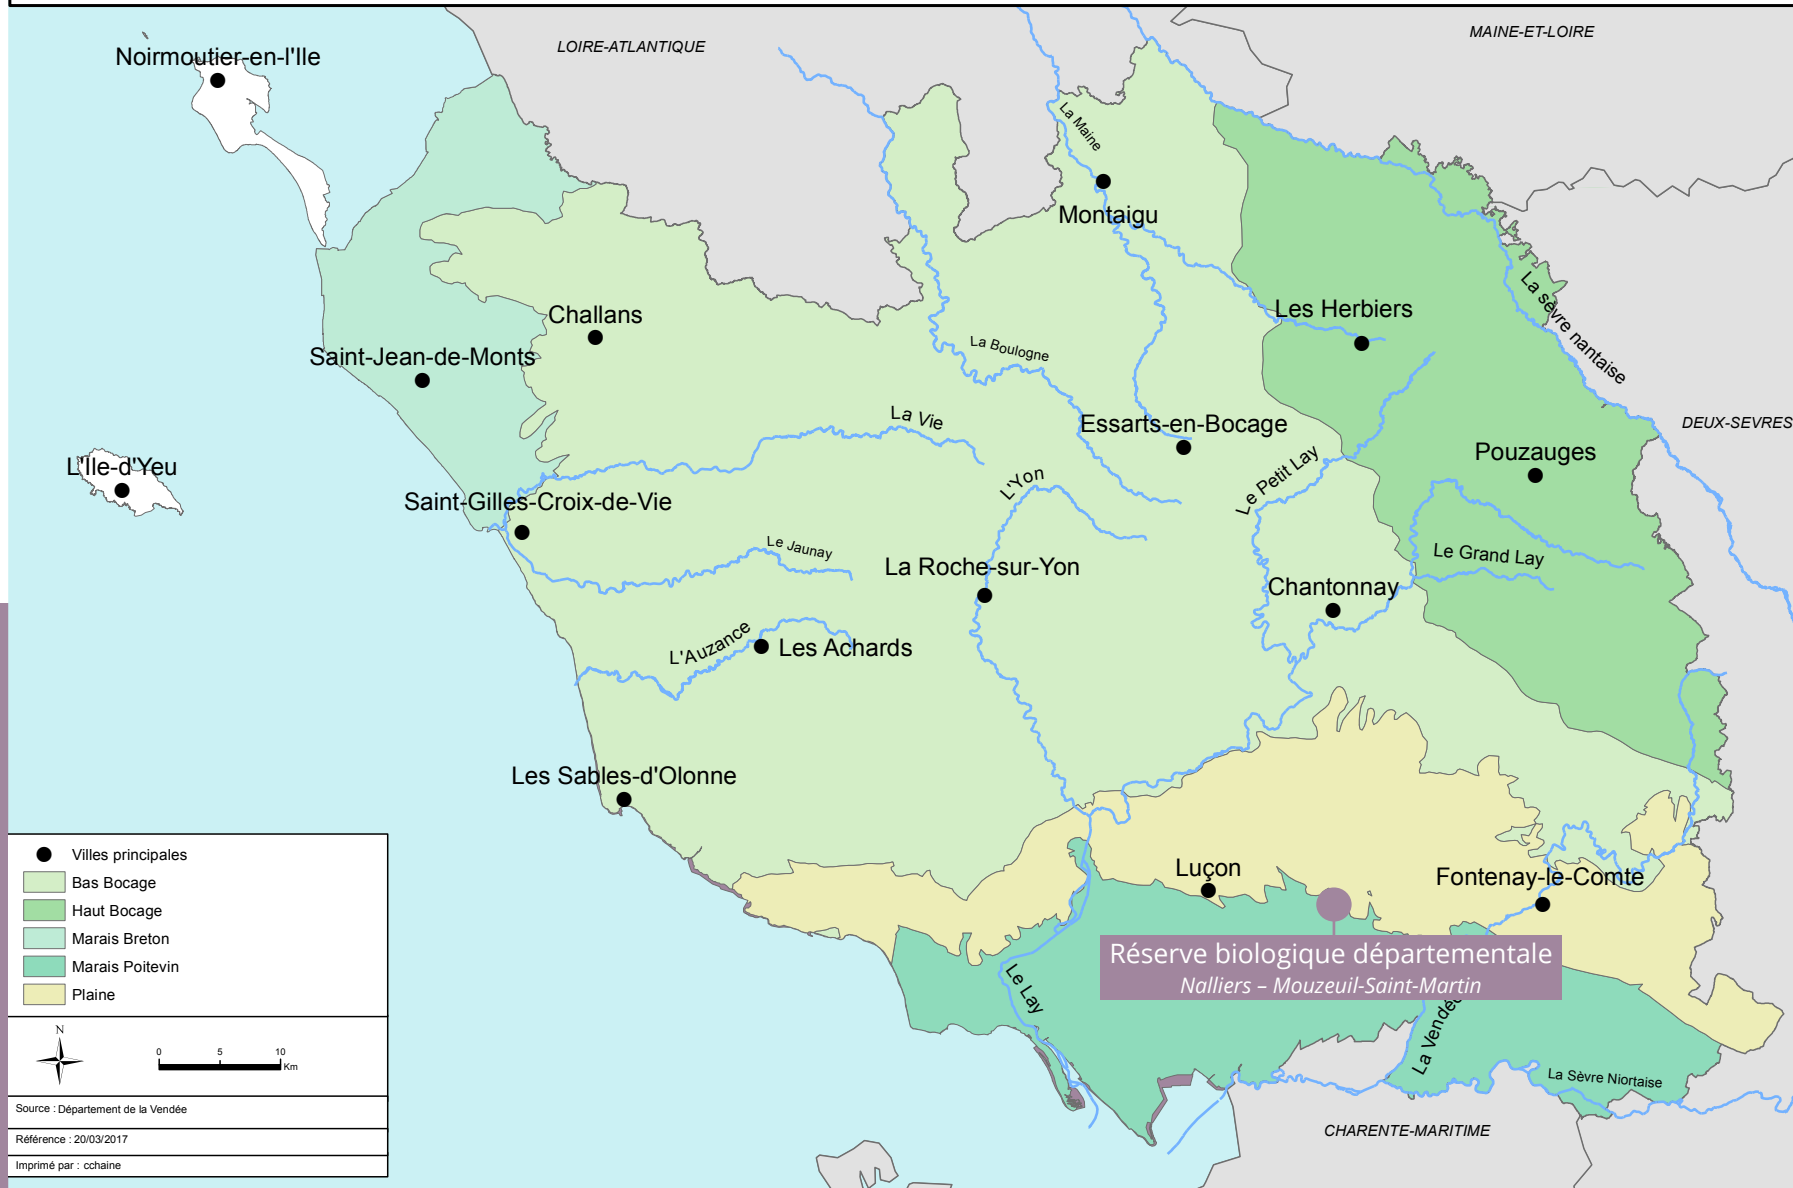 LOIRE-ATLANTIQUE
MAINE-ET-LOIRE
Noirmoutier-en-l'Ile
La Maine
Montaigu
La sèvre nantaise
Les Herbiers
Challans
La Boulogne
Saint-Jean-de-Monts
La Vie
Essarts-en-Bocage
DEUX-SEVRES
Pouzauges
L'Ile-d'Yeu
L'Yon
Le Petit Lay
Saint-Gilles-Croix-de-Vie
Le Jaunay
Le Grand Lay
La Roche-sur-Yon
Chantonnay
L'Auzance
Les Achards
Les Sables-d'Olonne
Luçon
Fontenay-le-Comte
Réserve biologique départementale
Nalliers – Mouzeuil-Saint-Martin
Le Lay
La Vendée
La Sèvre Niortaise
CHARENTE-MARITIME
Villes principales
Bas Bocage
Haut Bocage
Marais Breton
Marais Poitevin
Plaine
N
0 5 10
Km
Source : Département de la Vendée
Référence : 20/03/2017
Imprimé par : cchaine